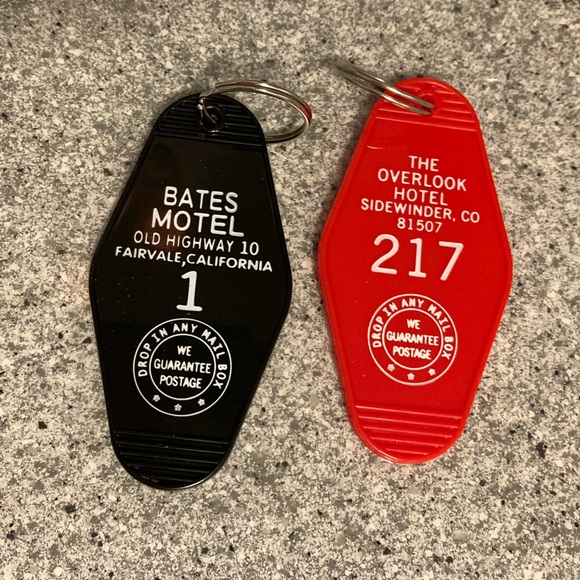 BATES
MOTEL
OLD HIGHWAY 10
FAIRVALE,CALIFORNIA
1
DROP IN ANY MAIL BOX
WE
GUARANTEE
POSTAGE
THE
OVERLOOK
HOTEL
SIDEWINDER, CO
81507
217
DROP IN ANY MAIL BOX
WE
GUARANTEE
POSTAGE